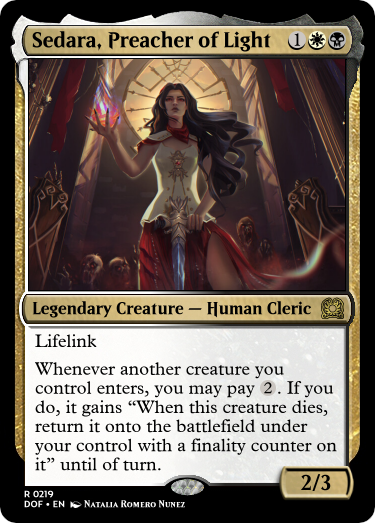 Sedara, Preacher of Light 1
Legendary Creature — Human Cleric
Lifelink
Whenever another creature you
control enters, you may pay 2. If you
do, it gains “When this creature dies,
return it onto the battlefield under
your control with a finality counter on
it” until of turn.
2/3
R 0219
DOF • EN Natalia Romero Nunez